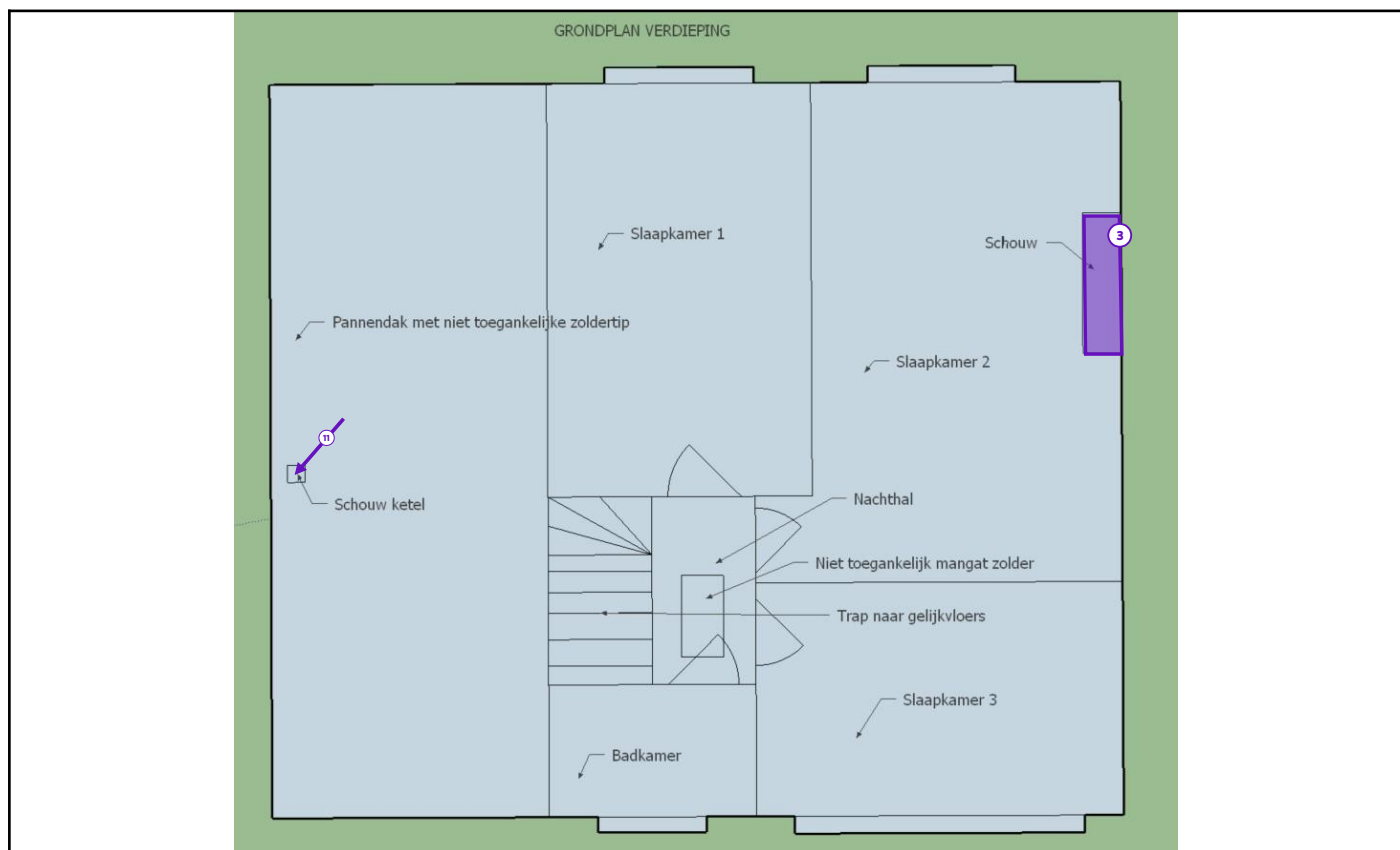 GRONDPLAN VERDIEPING
Slaapkamer 1
3
Schouw
Pannendak met niet toegankelijke zoldertip
Slaapkamer 2
11
Schouw ketel
Nachthal
Niet toegankelijk mangat zolder
Trap naar gelijkvloers
Slaapkamer 3
Badkamer